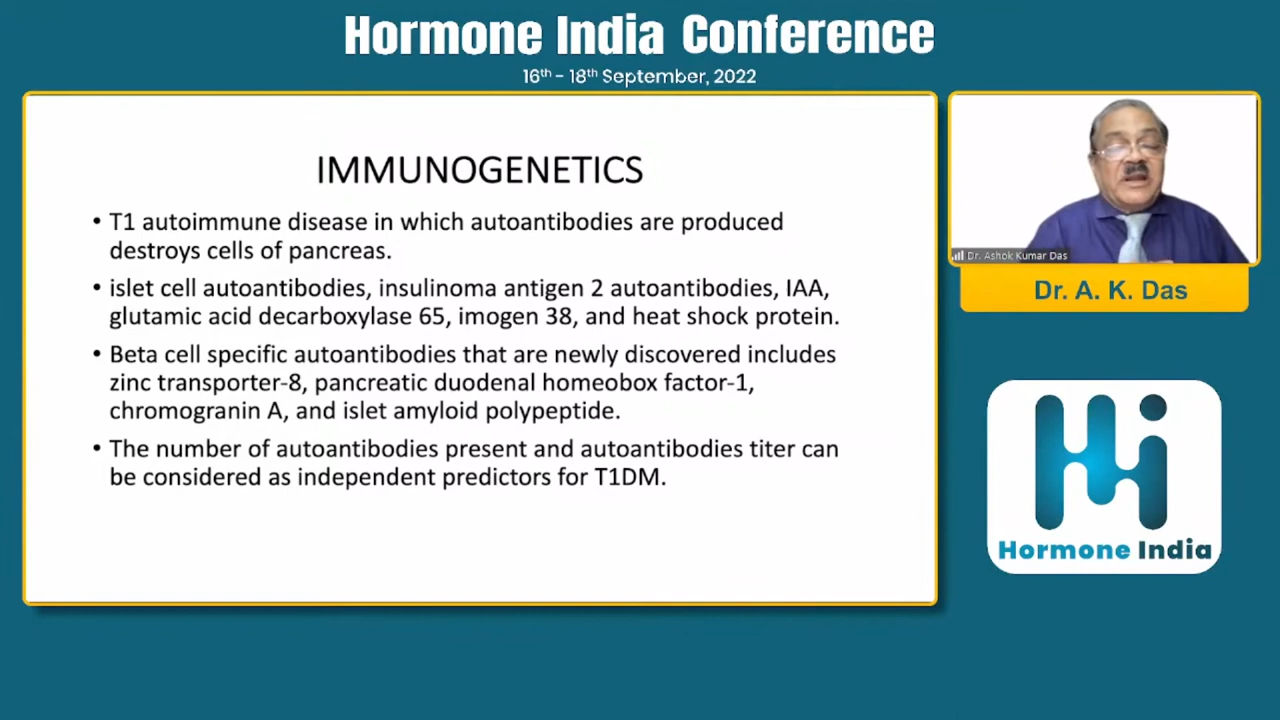 Hormone India Conference
16th - 18th September, 2022
IMMUNOGENETICS
• T1 autoimmune disease in which autoantibodies are produced
destroys cells of pancreas.
• islet cell autoantibodies, insulinoma antigen 2 autoantibodies, IAA,
glutamic acid decarboxylase 65, imogen 38, and heat shock protein.
• Beta cell specific autoantibodies that are newly discovered includes
zinc transporter-8, pancreatic duodenal homeobox factor-1,
chromogranin A, and islet amyloid polypeptide.
• The number of autoantibodies present and autoantibodies titer can
be considered as independent predictors for T1DM.
Dr. Ashok Kumar Das
Dr. A. K. Das
Hormone India